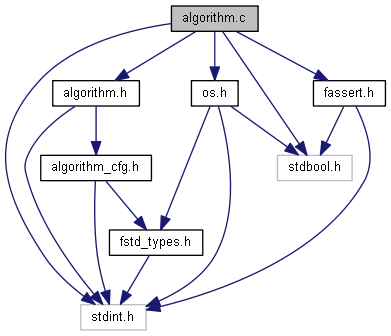 algorithm.c
algorithm.h
os.h
fassert.h
algorithm_cfg.h
stdbool.h
fstd_types.h
stdint.h